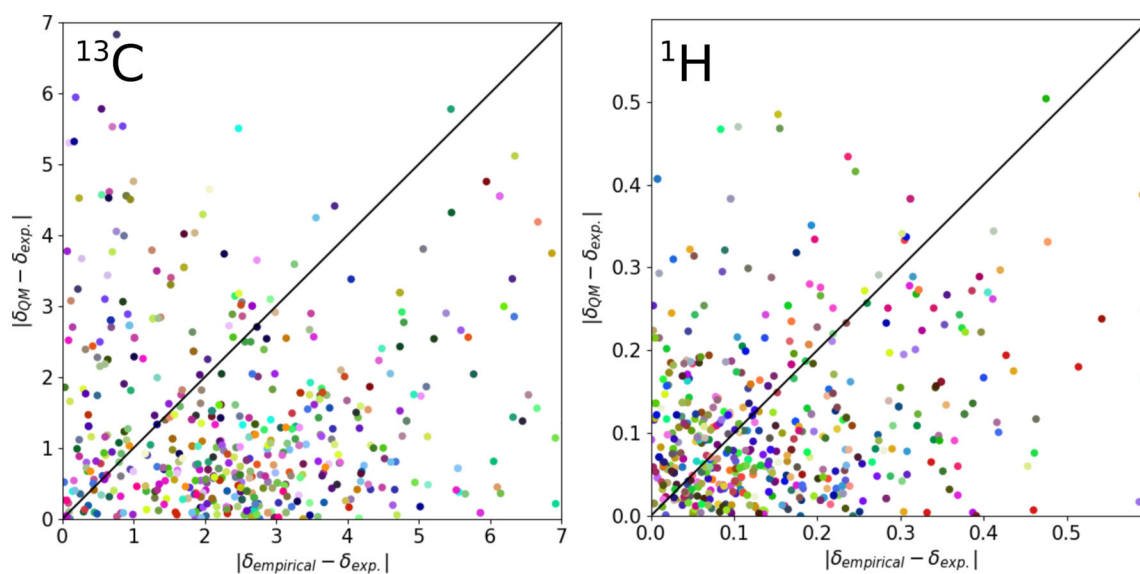 ¹³C
7
6
5
4
3
2
1
0
|δQM − δexp.|
0 1 2 3 4 5 6 7
|δempirical − δexp.|
¹H
0.5
0.4
0.3
0.2
0.1
0.0
|δQM − δexp.|
0.0 0.1 0.2 0.3 0.4 0.5
|δempirical − δexp.|